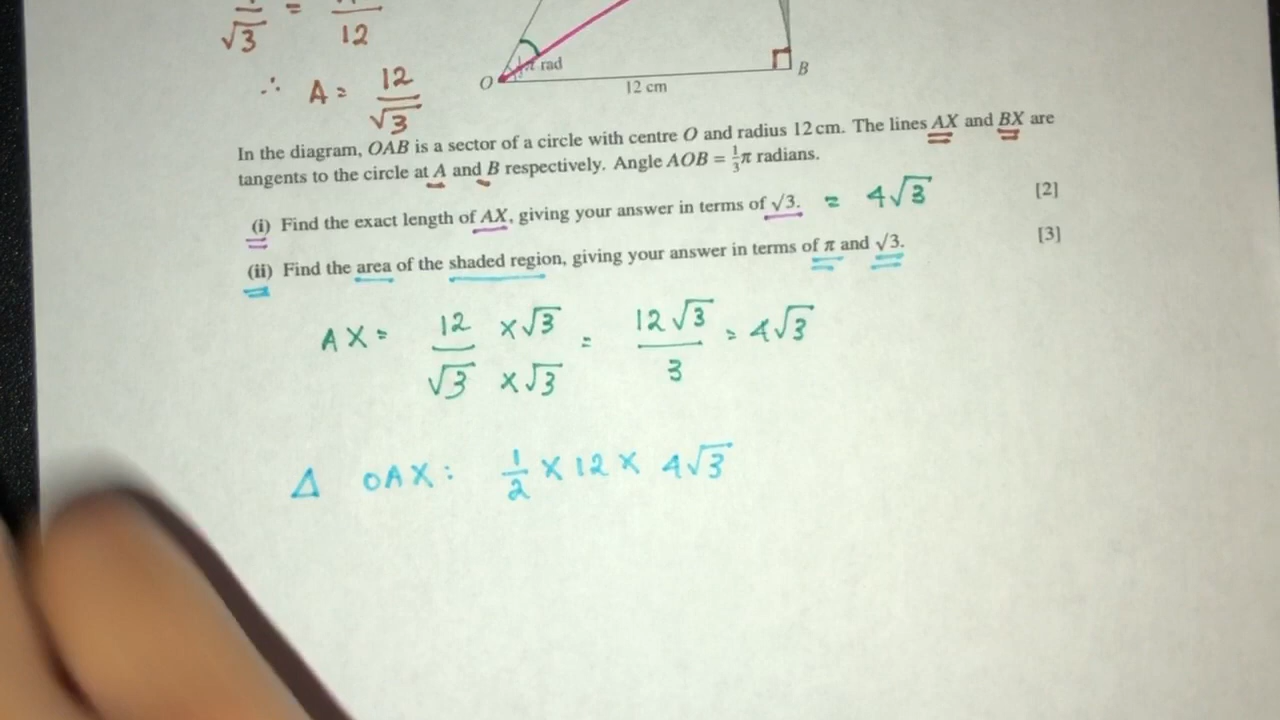 √3 = 12
∴ A = 12/√3
O rad B
12 cm
In the diagram, OAB is a sector of a circle with centre O and radius 12 cm. The lines AX and BX are
tangents to the circle at A and B respectively. Angle AOB = 1/3π radians.
(i) Find the exact length of AX, giving your answer in terms of √3. = 4√3 [2]
(ii) Find the area of the shaded region, giving your answer in terms of π and √3. [3]
AX = 12/√3 ×√3/×√3 = 12√3/3 = 4√3
Δ OAX: 1/2 × 12 × 4√3